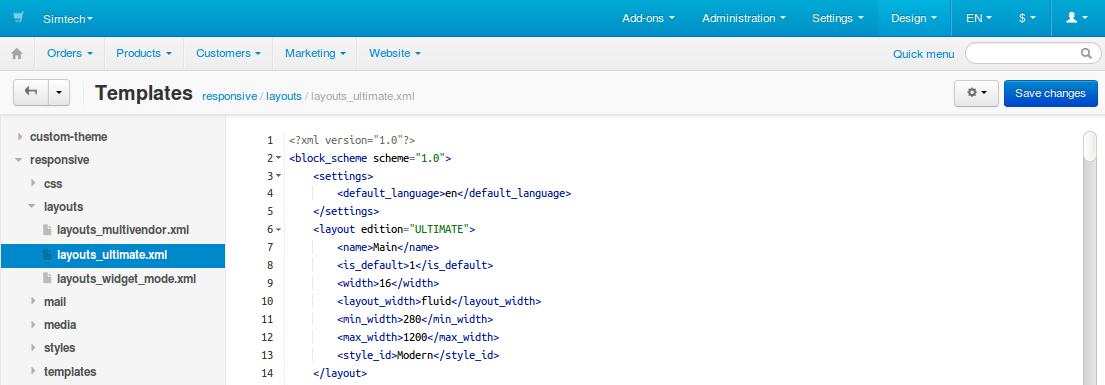 Simtech Add-ons Administration Settings Design EN $
Orders Products Customers Marketing Website Quick menu
Templates responsive / layouts / layouts_ultimate.xml Save changes
custom-theme
responsive
css
layouts
layouts_multivendor.xml
layouts_ultimate.xml
layouts_widget_mode.xml
mail
media
styles
templates
1 <?xml version="1.0"?>
2 <block_scheme scheme="1.0">
3 <settings>
4 <default_language>en</default_language>
5 </settings>
6 <layout edition="ULTIMATE">
7 <name>Main</name>
8 <is_default>1</is_default>
9 <width>16</width>
10 <layout_width>fluid</layout_width>
11 <min_width>280</min_width>
12 <max_width>1200</max_width>
13 <style_id>Modern</style_id>
14 </layout>